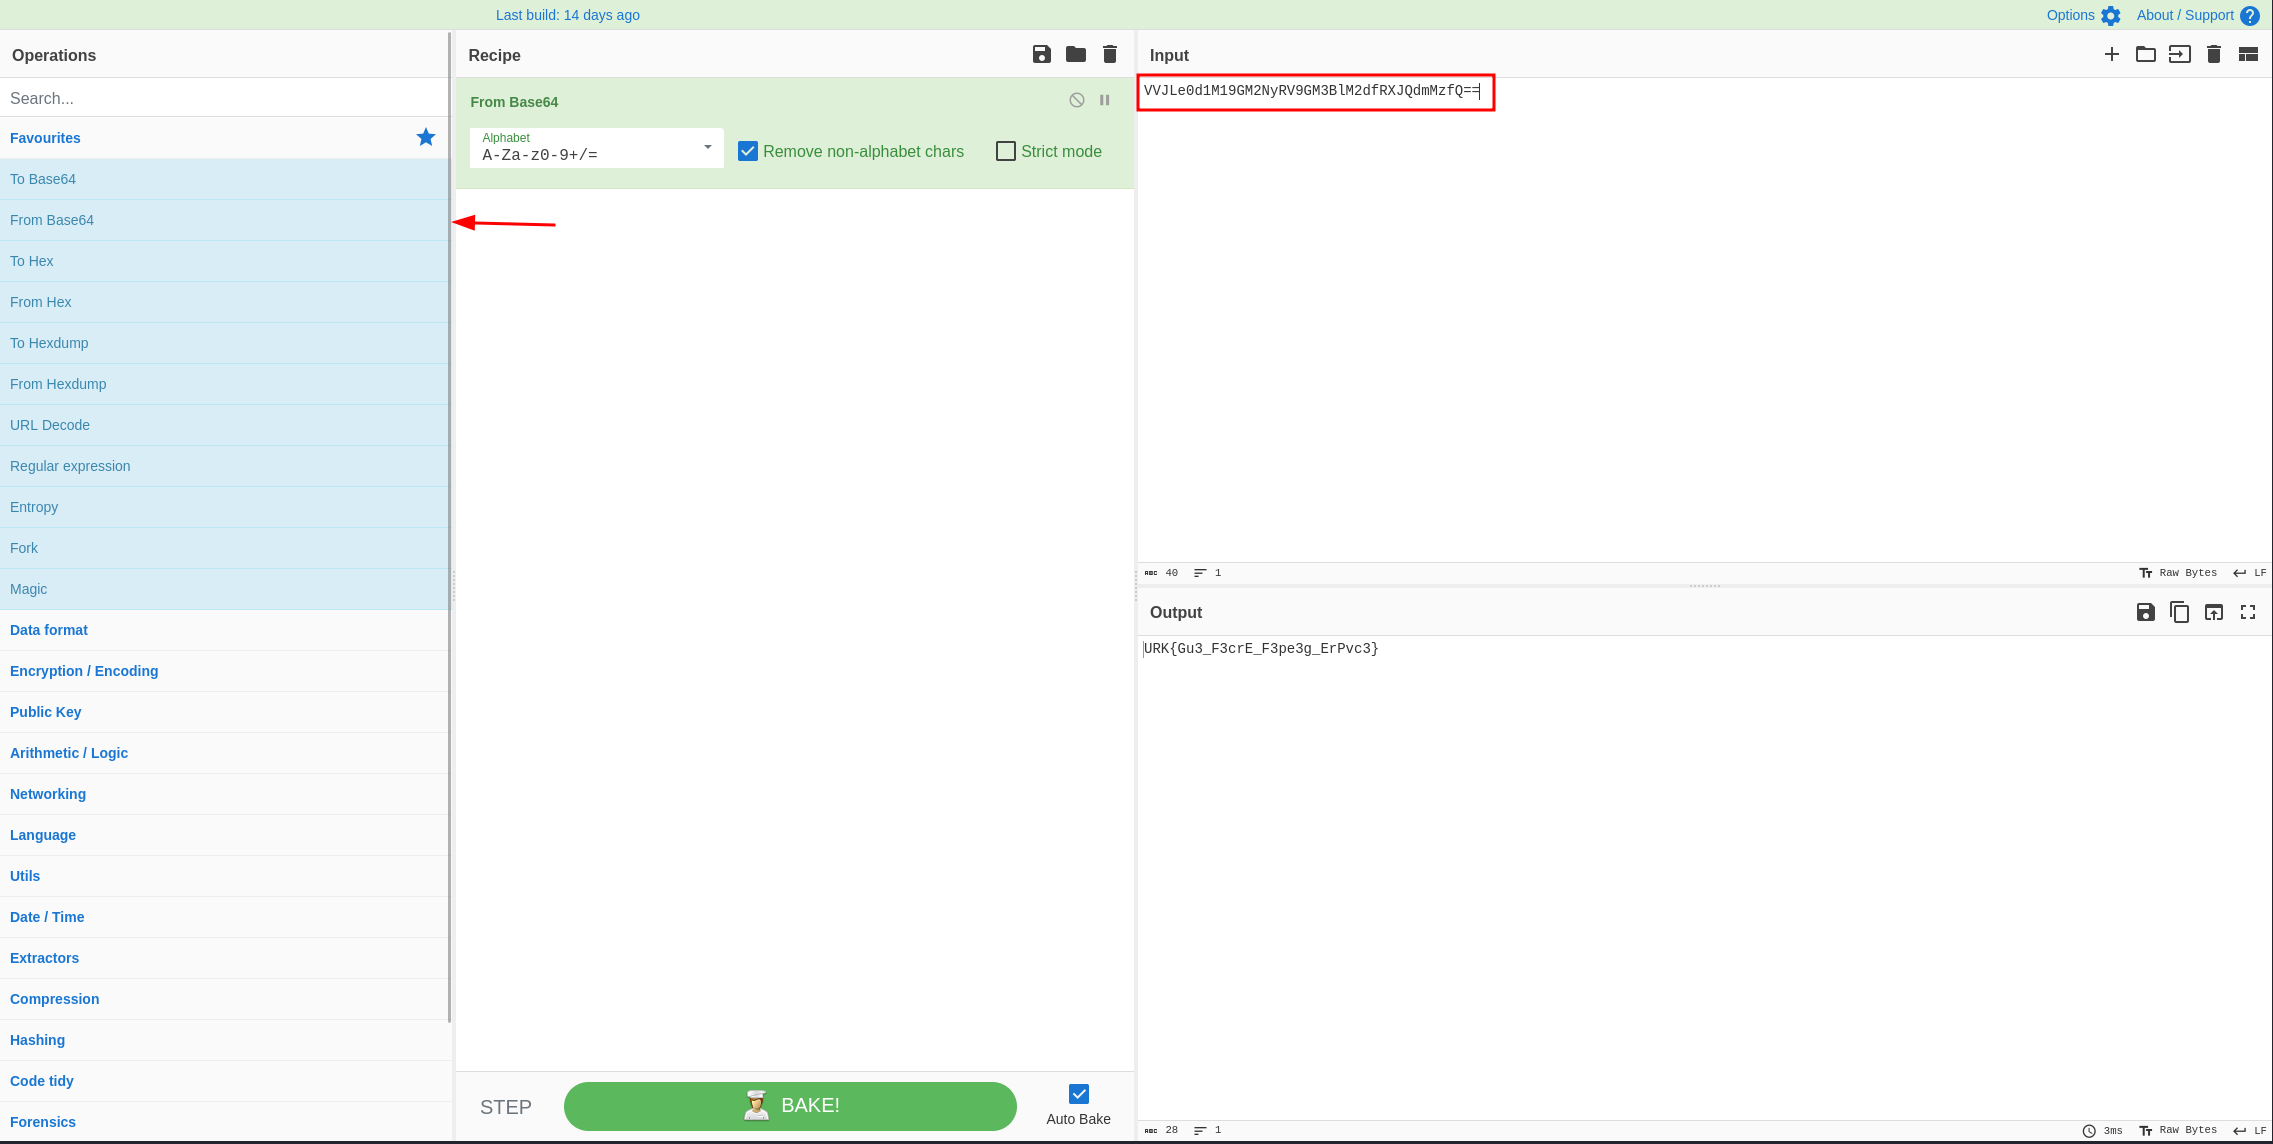 Last build: 14 days ago
Options
About / Support
Operations
Search...
Favourites
To Base64
From Base64
To Hex
From Hex
To Hexdump
From Hexdump
URL Decode
Regular expression
Entropy
Fork
Magic
Data format
Encryption / Encoding
Public Key
Arithmetic / Logic
Networking
Language
Utils
Date / Time
Extractors
Compression
Hashing
Code tidy
Forensics
Recipe
From Base64
Alphabet
A-Za-z0-9+/=
Remove non-alphabet chars
Strict mode
STEP
BAKE!
Auto Bake
Input
VVJLe0d1M19GM2NyRV9GM3BlM2dfRXJQdmMzfQ==
ABC 40 1
Raw Bytes LF
Output
URK{Gu3_F3crE_F3pe3g_ErPvc3}
ABC 28 1
3ms Raw Bytes LF